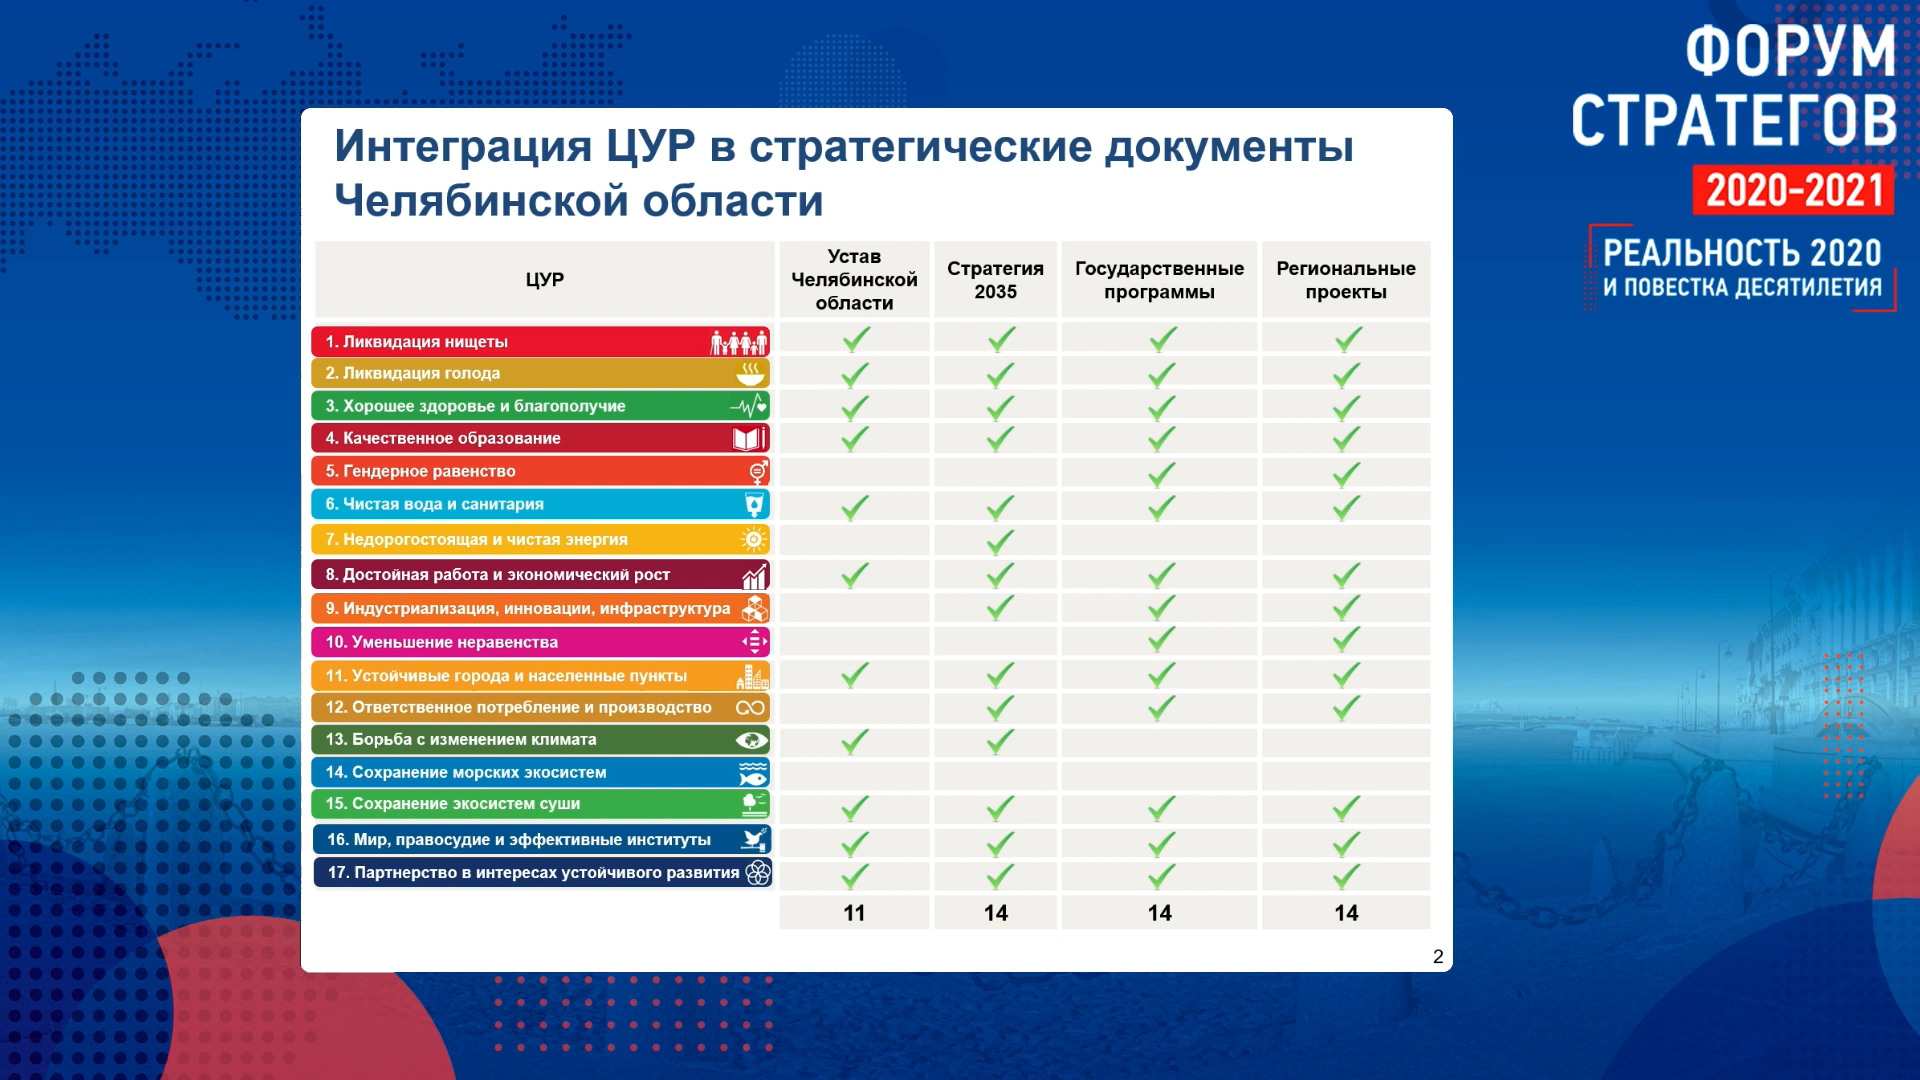 ФОРУМ
СТРАТЕГОВ
2020-2021
РЕАЛЬНОСТЬ 2020
И ПОВЕСТКА ДЕСЯТИЛЕТИЯ
Интеграция ЦУР в стратегические документы
Челябинской области
ЦУР
Устав
Челябинской
области
Стратегия
2035
Государственные
программы
Региональные
проекты
1. Ликвидация нищеты
2. Ликвидация голода
3. Хорошее здоровье и благополучие
4. Качественное образование
5. Гендерное равенство
6. Чистая вода и санитария
7. Недорогостоящая и чистая энергия
8. Достойная работа и экономический рост
9. Индустриализация, инновации, инфраструктура
10. Уменьшение неравенства
11. Устойчивые города и населенные пункты
12. Ответственное потребление и производство
13. Борьба с изменением климата
14. Сохранение морских экосистем
15. Сохранение экосистем суши
16. Мир, правосудие и эффективные институты
17. Партнерство в интересах устойчивого развития
11 14 14 14
2